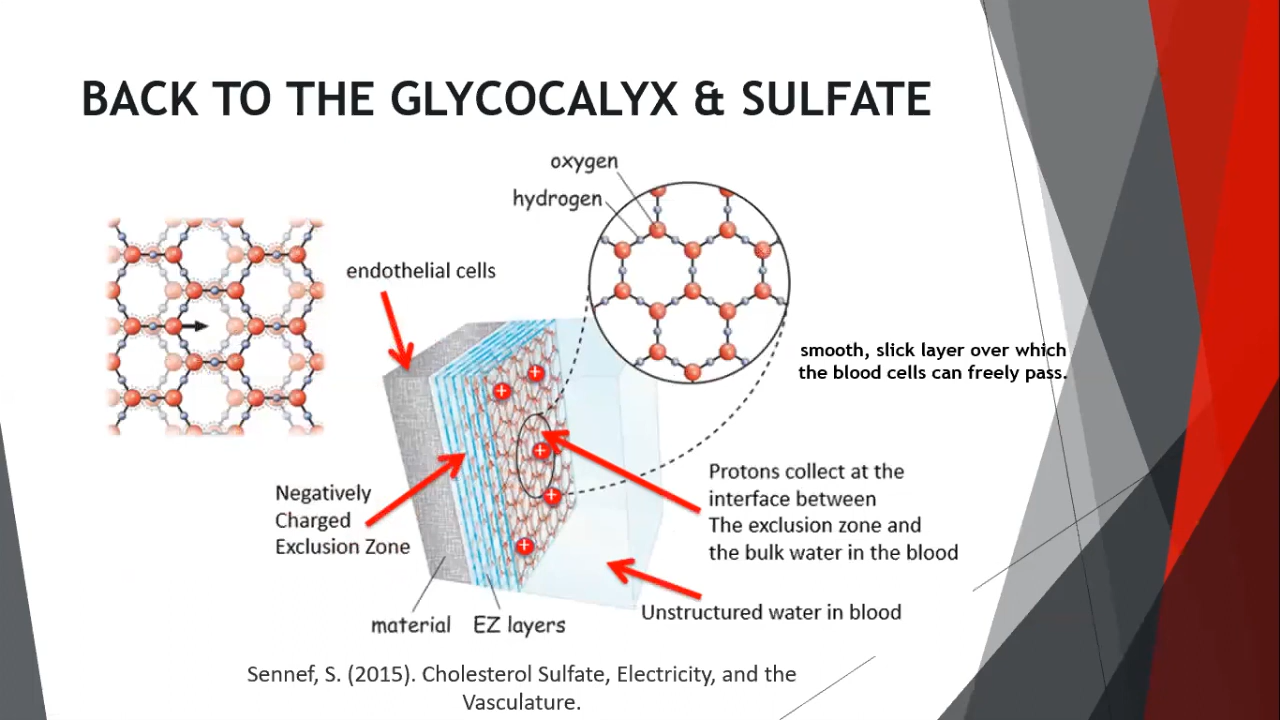 BACK TO THE GLYCOCALYX & SULFATE
oxygen
hydrogen
endothelial cells
smooth, slick layer over which
the blood cells can freely pass.
+
+
+
+
+
Negatively
Charged
Exclusion Zone
Protons collect at the
interface between
The exclusion zone and
the bulk water in the blood
Unstructured water in blood
material
EZ layers
Sennef, S. (2015). Cholesterol Sulfate, Electricity, and the
Vasculature.